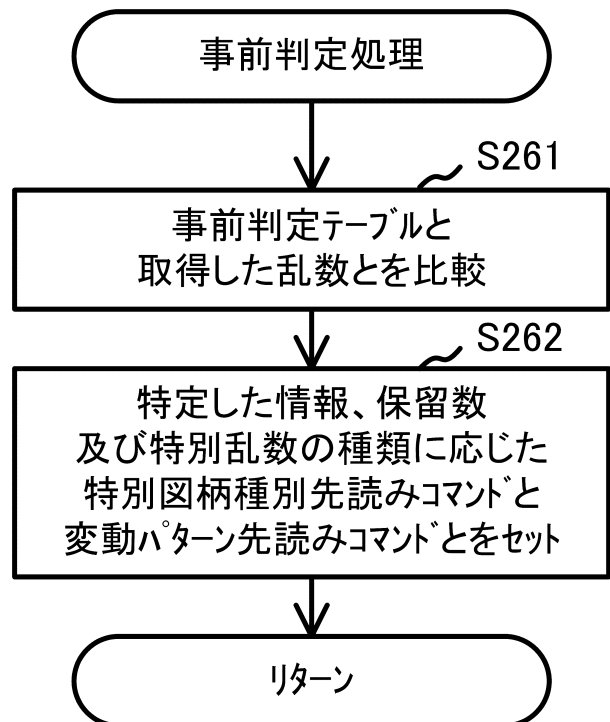 事前判定処理
S261
事前判定ﾃｰﾌﾞﾙと
取得した乱数とを比較
S262
特定した情報、保留数
及び特別乱数の種類に応じた
特別図柄種別先読みｺﾏﾝﾄﾞと
変動ﾊﾟﾀｰﾝ先読みｺﾏﾝﾄﾞとをセット
ﾘﾀｰﾝ